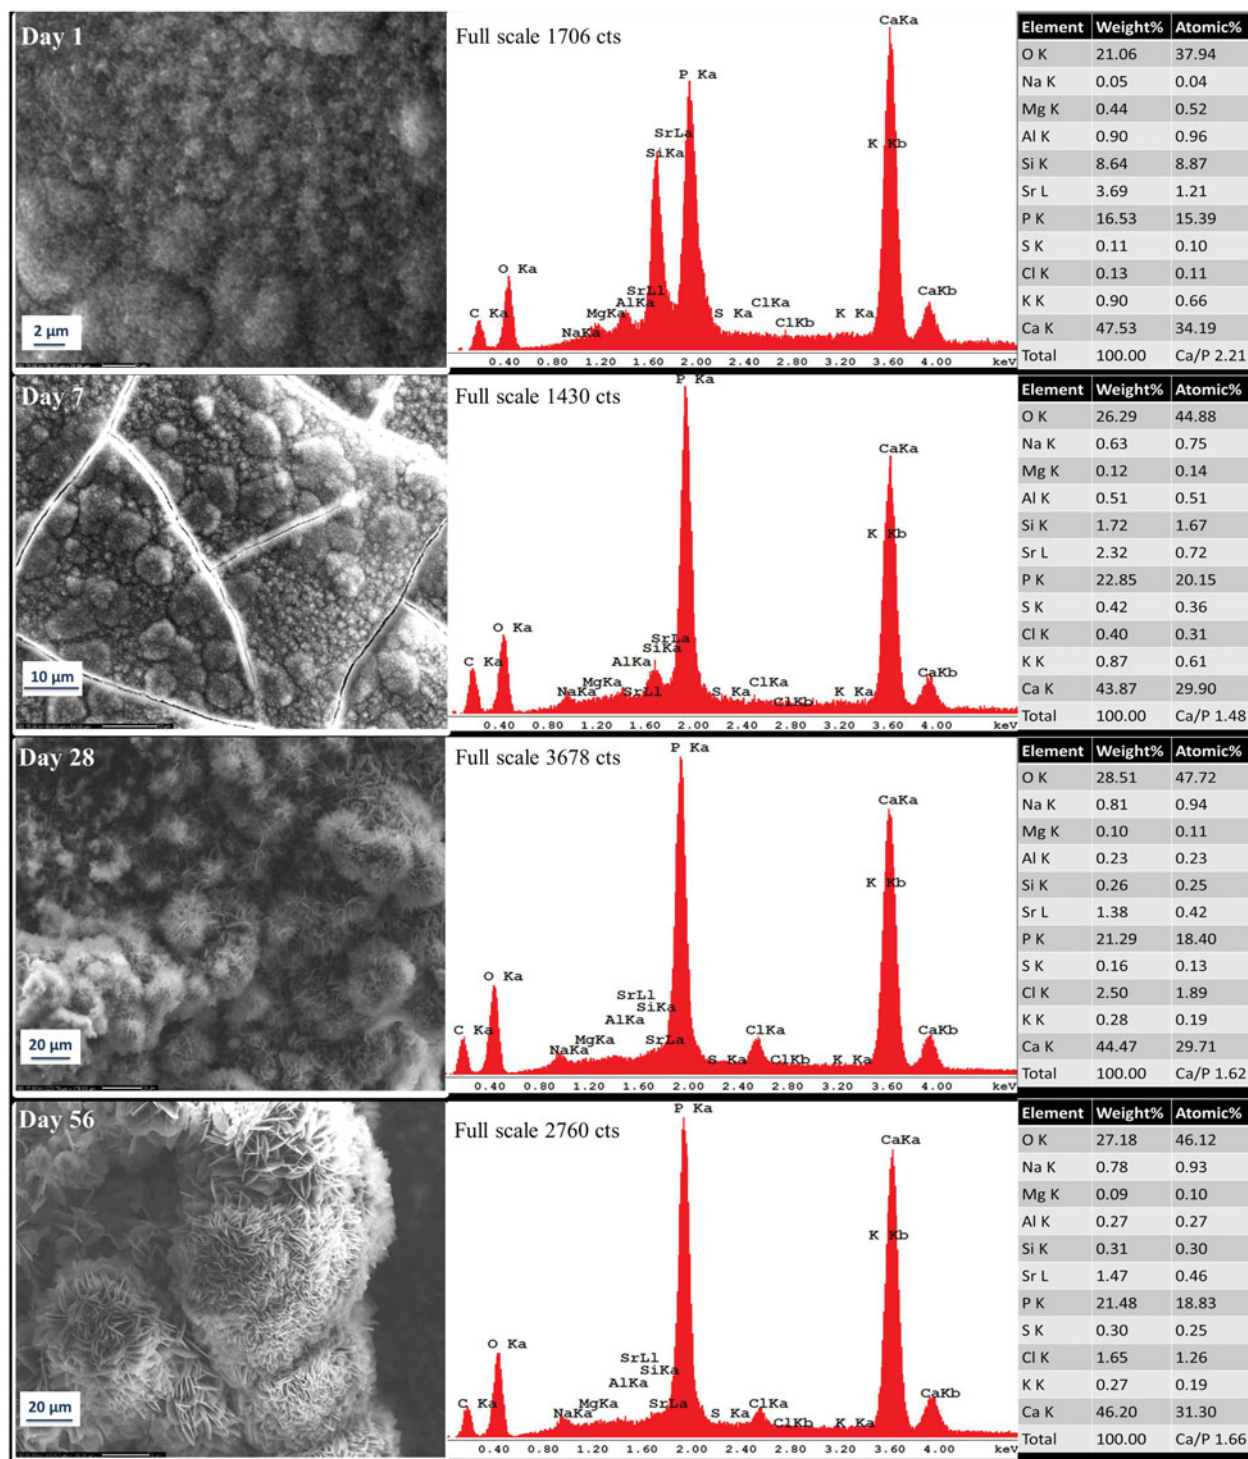 Day 1
2 μm
Full scale 1706 cts
CaKa
P Ka
SrLa
SiKa
K Kb
O Ka
SrLl
AlKa
ClKa
C Ka
MgKa
S Ka
K Ka
CaKb
NaKa
ClKb
0.40 0.80 1.20 1.60 2.00 2.40 2.80 3.20 3.60 4.00 keV
Element Weight% Atomic%
O K 21.06 37.94
Na K 0.05 0.04
Mg K 0.44 0.52
Al K 0.90 0.96
Si K 8.64 8.87
Sr L 3.69 1.21
P K 16.53 15.39
S K 0.11 0.10
Cl K 0.13 0.11
K K 0.90 0.66
Ca K 47.53 34.19
Total 100.00 Ca/P 2.21
Day 7
10 μm
Full scale 1430 cts
P Ka
CaKa
K Kb
O Ka
SrLa
SiKa
C Ka
AlKa
CaKb
MgKa
ClKa
NaKa
SrLl
S Ka
K Ka
ClKb
0.40 0.80 1.20 1.60 2.00 2.40 2.80 3.20 3.60 4.00 keV
Element Weight% Atomic%
O K 26.29 44.88
Na K 0.63 0.75
Mg K 0.12 0.14
Al K 0.51 0.51
Si K 1.72 1.67
Sr L 2.32 0.72
P K 22.85 20.15
S K 0.42 0.36
Cl K 0.40 0.31
K K 0.87 0.61
Ca K 43.87 29.90
Total 100.00 Ca/P 1.48
Day 28
20 μm
Full scale 3678 cts
P Ka
CaKa
K Kb
O Ka
SrLl
SiKa
AlKa
C Ka
ClKa
CaKb
MgKa
SrLa
NaKa
S Ka
ClKb
K Ka
0.40 0.80 1.20 1.60 2.00 2.40 2.80 3.20 3.60 4.00 keV
Element Weight% Atomic%
O K 28.51 47.72
Na K 0.81 0.94
Mg K 0.10 0.11
Al K 0.23 0.23
Si K 0.26 0.25
Sr L 1.38 0.42
P K 21.29 18.40
S K 0.16 0.13
Cl K 2.50 1.89
K K 0.28 0.19
Ca K 44.47 29.71
Total 100.00 Ca/P 1.62
Day 56
20 μm
Full scale 2760 cts
P Ka
CaKa
K Kb
O Ka
SrLl
SiKa
AlKa
C Ka
MgKa
SrLa
ClKa
CaKb
NaKa
S Ka
ClKb
K Ka
0.40 1.20 1.60 2.00 2.40 2.80 3.20 3.60 4.00 keV
Element Weight% Atomic%
O K 27.18 46.12
Na K 0.78 0.93
Mg K 0.09 0.10
Al K 0.27 0.27
Si K 0.31 0.30
Sr L 1.47 0.46
P K 21.48 18.83
S K 0.30 0.25
Cl K 1.65 1.26
K K 0.27 0.19
Ca K 46.20 31.30
Total 100.00 Ca/P 1.66